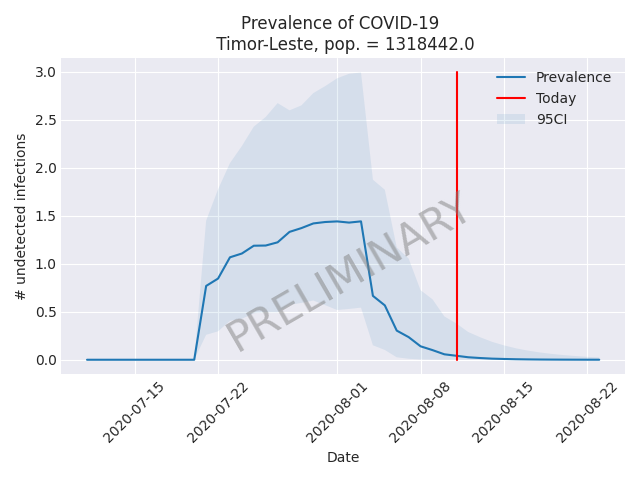 Prevalence of COVID-19
Timor-Leste, pop. = 1318442.0
# undetected infections
3.0
2.5
2.0
1.5
1.0
0.5
0.0
Prevalence
Today
95CI
PRELIMINARY
2020-07-15
2020-07-22
2020-08-01
2020-08-08
2020-08-15
2020-08-22
Date